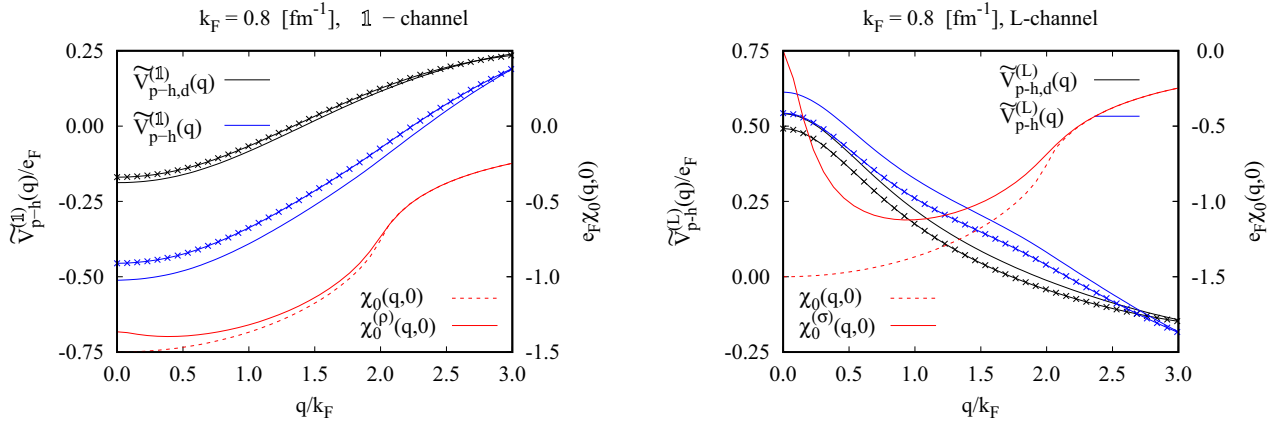 k_F = 0.8 [fm^-1], 𝟙 − channel
0.25
0.00
-0.25
-0.50
-0.75
Ṽ^(𝟙)_p−h(q)/e_F
Ṽ^(𝟙)_p−h,d(q)
Ṽ^(𝟙)_p−h(q)
χ_0(q,0)
χ_0^(ρ)(q,0)
0.0
-0.5
-1.0
-1.5
e_Fχ_0(q,0)
0.0 0.5 1.0 1.5 2.0 2.5 3.0
q/k_F
k_F = 0.8 [fm^-1], L-channel
0.75
0.50
0.25
0.00
-0.25
Ṽ^(L)_p-h(q)/e_F
Ṽ^(L)_p-h,d(q)
Ṽ^(L)_p-h(q)
χ_0(q,0)
χ_0^(σ)(q,0)
0.0
-0.5
-1.0
-1.5
e_Fχ_0(q,0)
0.0 0.5 1.0 1.5 2.0 2.5 3.0
q/k_F